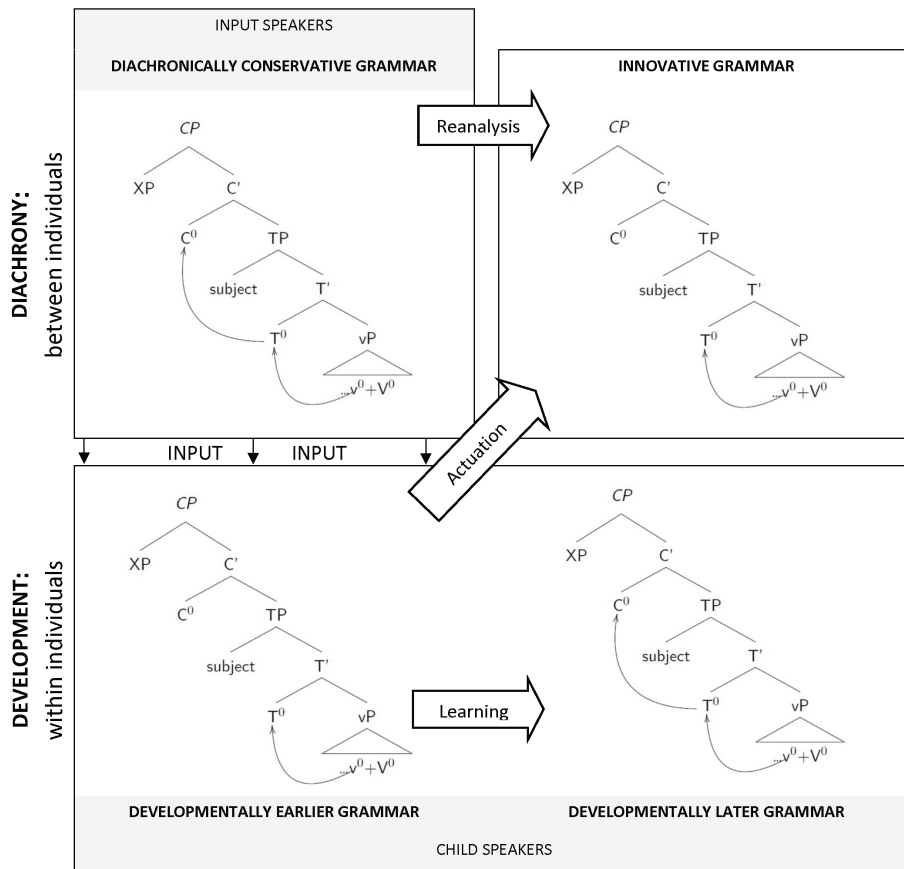 INPUT SPEAKERS
DIACHRONICALLY CONSERVATIVE GRAMMAR
INNOVATIVE GRAMMAR
DIACHRONY:
between individuals
Reanalysis
CP
XP
C'
C⁰
TP
subject
T'
T⁰
vP
...v⁰+V⁰
CP
XP
C'
C⁰
TP
subject
T'
T⁰
vP
...v⁰+V⁰
INPUT INPUT
Actuation
DEVELOPMENT:
within individuals
CP
XP
C'
C⁰
TP
subject
T'
T⁰
vP
...v⁰+V⁰
Learning
CP
XP
C'
C⁰
TP
subject
T'
T⁰
vP
...v⁰+V⁰
DEVELOPMENTALLY EARLIER GRAMMAR
DEVELOPMENTALLY LATER GRAMMAR
CHILD SPEAKERS